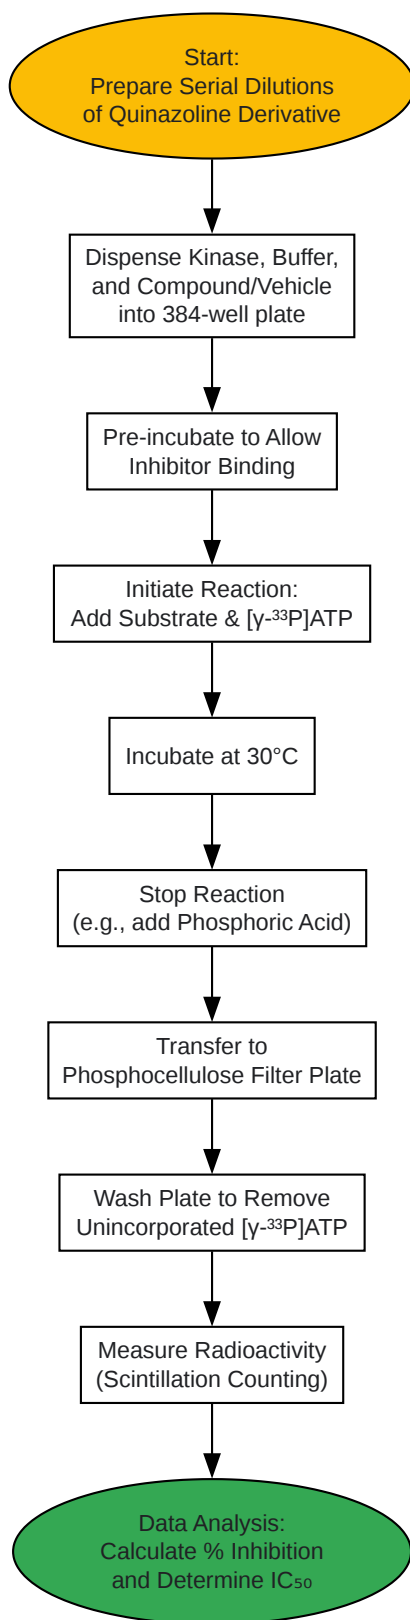 Start:
Prepare Serial Dilutions
of Quinazoline Derivative
Dispense Kinase, Buffer,
and Compound/Vehicle
into 384-well plate
Pre-incubate to Allow
Inhibitor Binding
Initiate Reaction:
Add Substrate & [γ-³³P]ATP
Incubate at 30°C
Stop Reaction
(e.g., add Phosphoric Acid)
Transfer to
Phosphocellulose Filter Plate
Wash Plate to Remove
Unincorporated [γ-³³P]ATP
Measure Radioactivity
(Scintillation Counting)
Data Analysis:
Calculate % Inhibition
and Determine IC₅₀